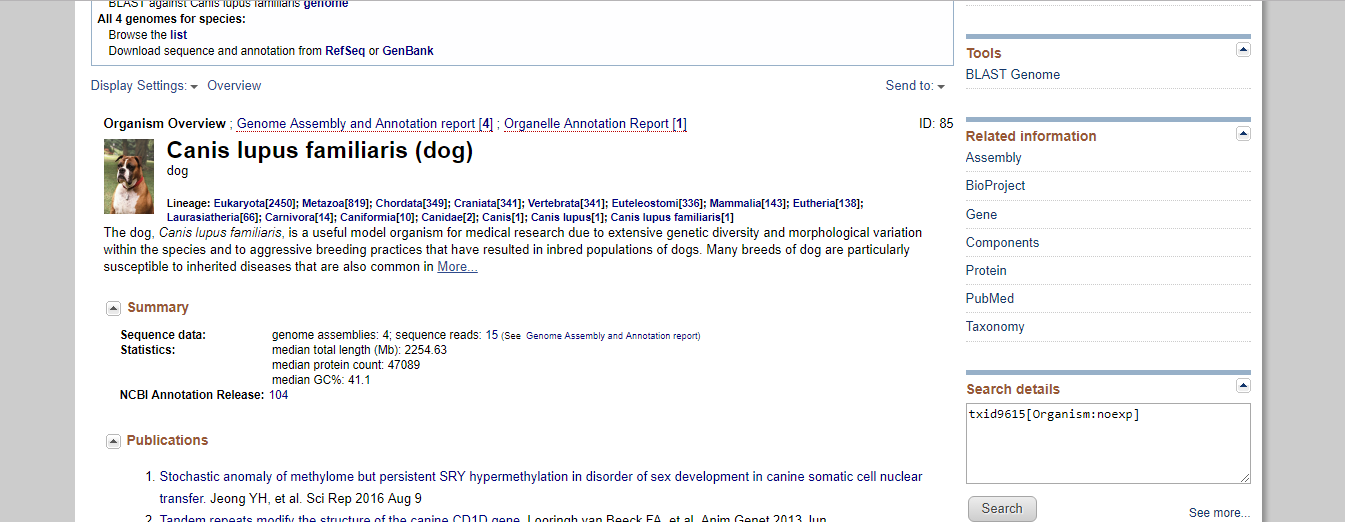 BLAST against Canis lupus familiaris genome
All 4 genomes for species:
Browse the list
Download sequence and annotation from RefSeq or GenBank
Display Settings: Overview
Send to:
Organism Overview ; Genome Assembly and Annotation report [4] ; Organelle Annotation Report [1]
ID: 85
Canis lupus familiaris (dog)
dog
Lineage: Eukaryota[2450]; Metazoa[819]; Chordata[349]; Craniata[341]; Vertebrata[341]; Euteleostomi[336]; Mammalia[143]; Eutheria[138];
Laurasiatheria[66]; Carnivora[14]; Caniformia[10]; Canidae[2]; Canis[1]; Canis lupus[1]; Canis lupus familiaris[1]
The dog, Canis lupus familiaris, is a useful model organism for medical research due to extensive genetic diversity and morphological variation
within the species and to aggressive breeding practices that have resulted in inbred populations of dogs. Many breeds of dog are particularly
susceptible to inherited diseases that are also common in More...
Summary
Sequence data: genome assemblies: 4; sequence reads: 15 (See Genome Assembly and Annotation report)
Statistics: median total length (Mb): 2254.63
median protein count: 47089
median GC%: 41.1
NCBI Annotation Release: 104
Publications
1. Stochastic anomaly of methylome but persistent SRY hypermethylation in disorder of sex development in canine somatic cell nuclear
transfer. Jeong YH, et al. Sci Rep 2016 Aug 9
2. Tandem repeats modify the structure of the canine CD1D gene. Looringh van Beeck FA, et al. Anim Genet 2013 Jun
Tools
BLAST Genome
Related information
Assembly
BioProject
Gene
Components
Protein
PubMed
Taxonomy
Search details
txid9615[Organism:noexp]
Search
See more...